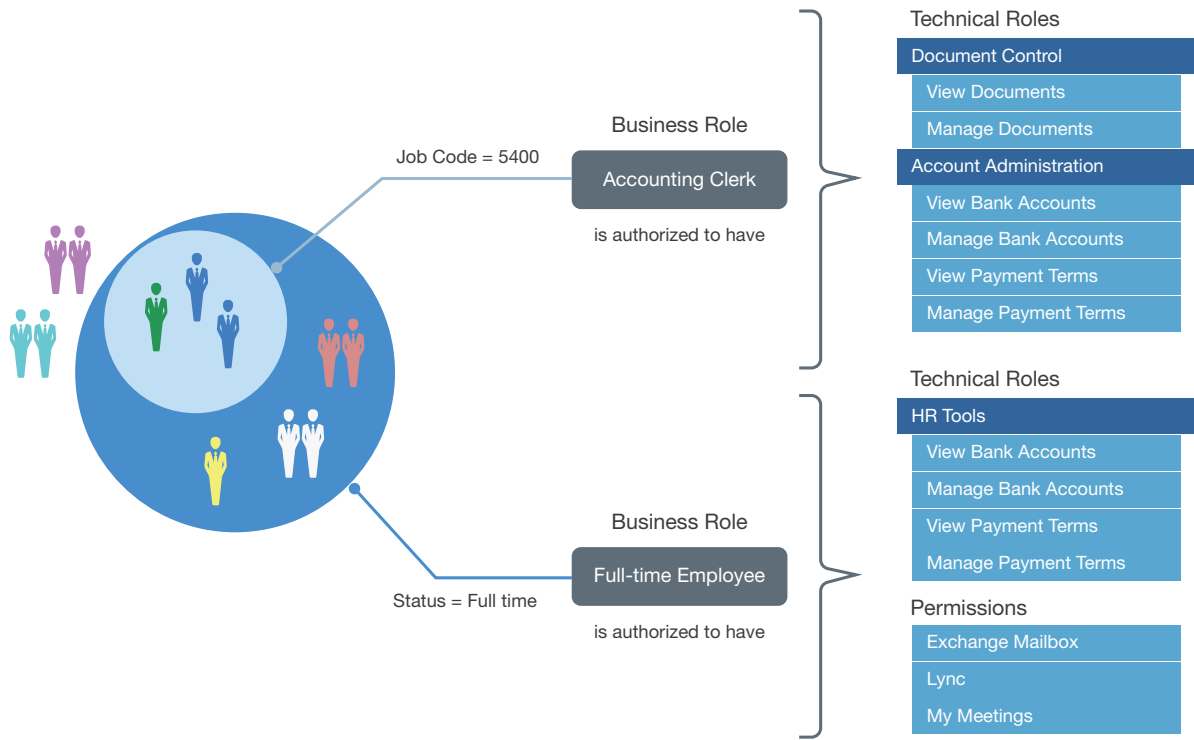 Technical Roles
Document Control
View Documents
Manage Documents
Account Administration
View Bank Accounts
Manage Bank Accounts
View Payment Terms
Manage Payment Terms
Business Role
Job Code = 5400
Accounting Clerk
is authorized to have
Technical Roles
HR Tools
View Bank Accounts
Manage Bank Accounts
View Payment Terms
Manage Payment Terms
Business Role
Full-time Employee
Status = Full time
is authorized to have
Permissions
Exchange Mailbox
Lync
My Meetings